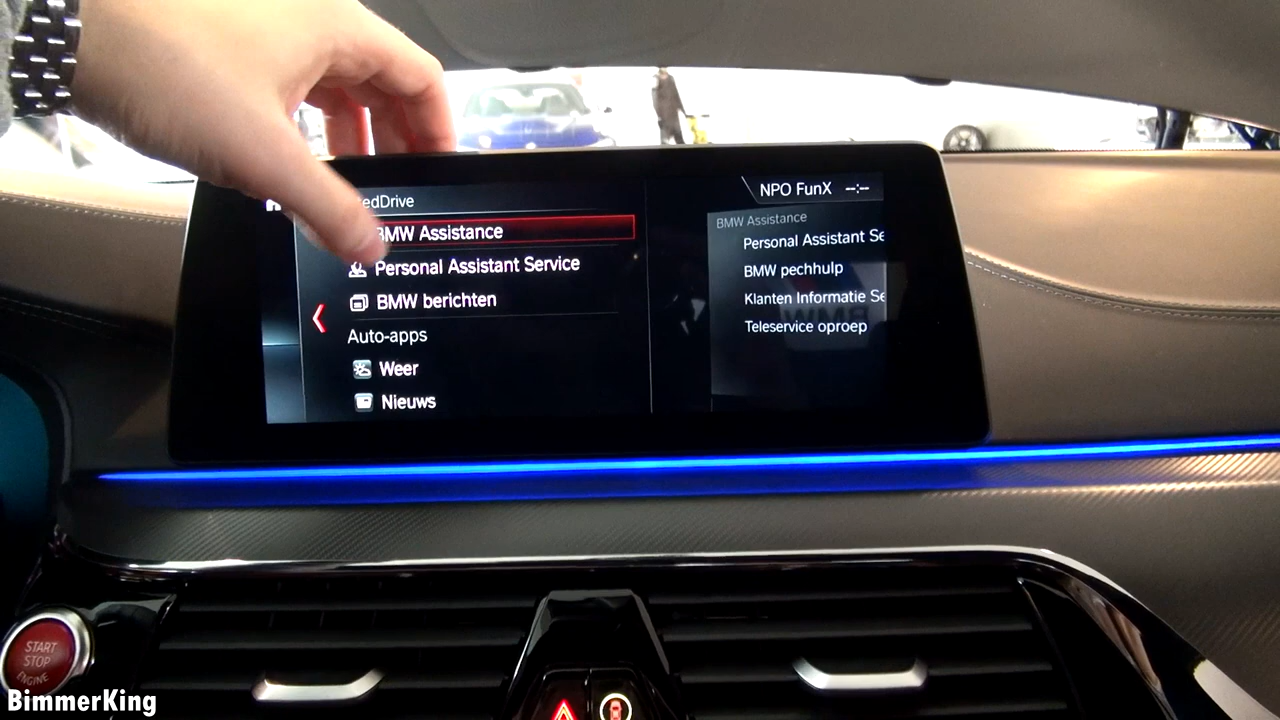 edDrive
BMW Assistance
Personal Assistant Service
BMW berichten
Auto-apps
Weer
Nieuws
NPO FunX --:--
BMW Assistance
Personal Assistant Se
BMW pechhulp
Klanten Informatie Se
Teleservice oproep
START
STOP
ENGINE
BimmerKing